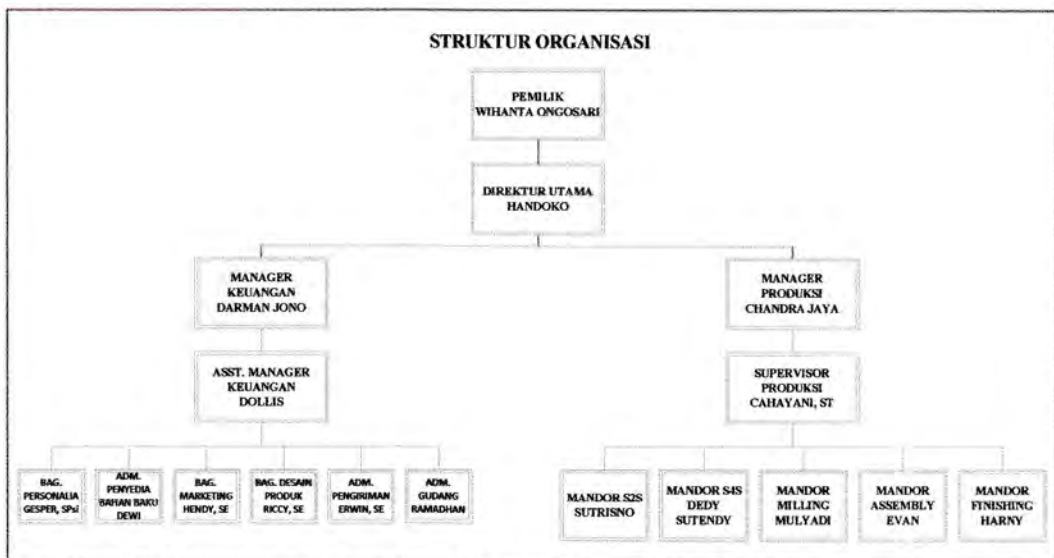 STRUKTUR ORGANISASI
PEMILIK
WIHANTA ONGOSARI
DIREKTUR UTAMA
HANDOKO
MANAGER
KEUANGAN
DARMAN JONO
MANAGER
PRODUKSI
CHANDRA JAYA
ASST. MANAGER
KEUANGAN
DOLLIS
SUPERVISOR
PRODUKSI
CAHAYANI, ST
BAG.
PERSONALIA
GESPER, SPsi
ADM.
PENYEDIA
BAHAN BAKU
DEWI
BAG.
MARKETING
HENDY, SE
BAG. DESAIN
PRODUK
RICCY, SE
ADM.
PENGIRIMAN
ERWIN, SE
ADM.
GUDANG
RAMADHAN
MANDOR S2S
SUTRISNO
MANDOR S4S
DEDY
SUTENDY
MANDOR
MILLING
MULYADI
MANDOR
ASSEMBLY
EVAN
MANDOR
FINISHING
HARNY